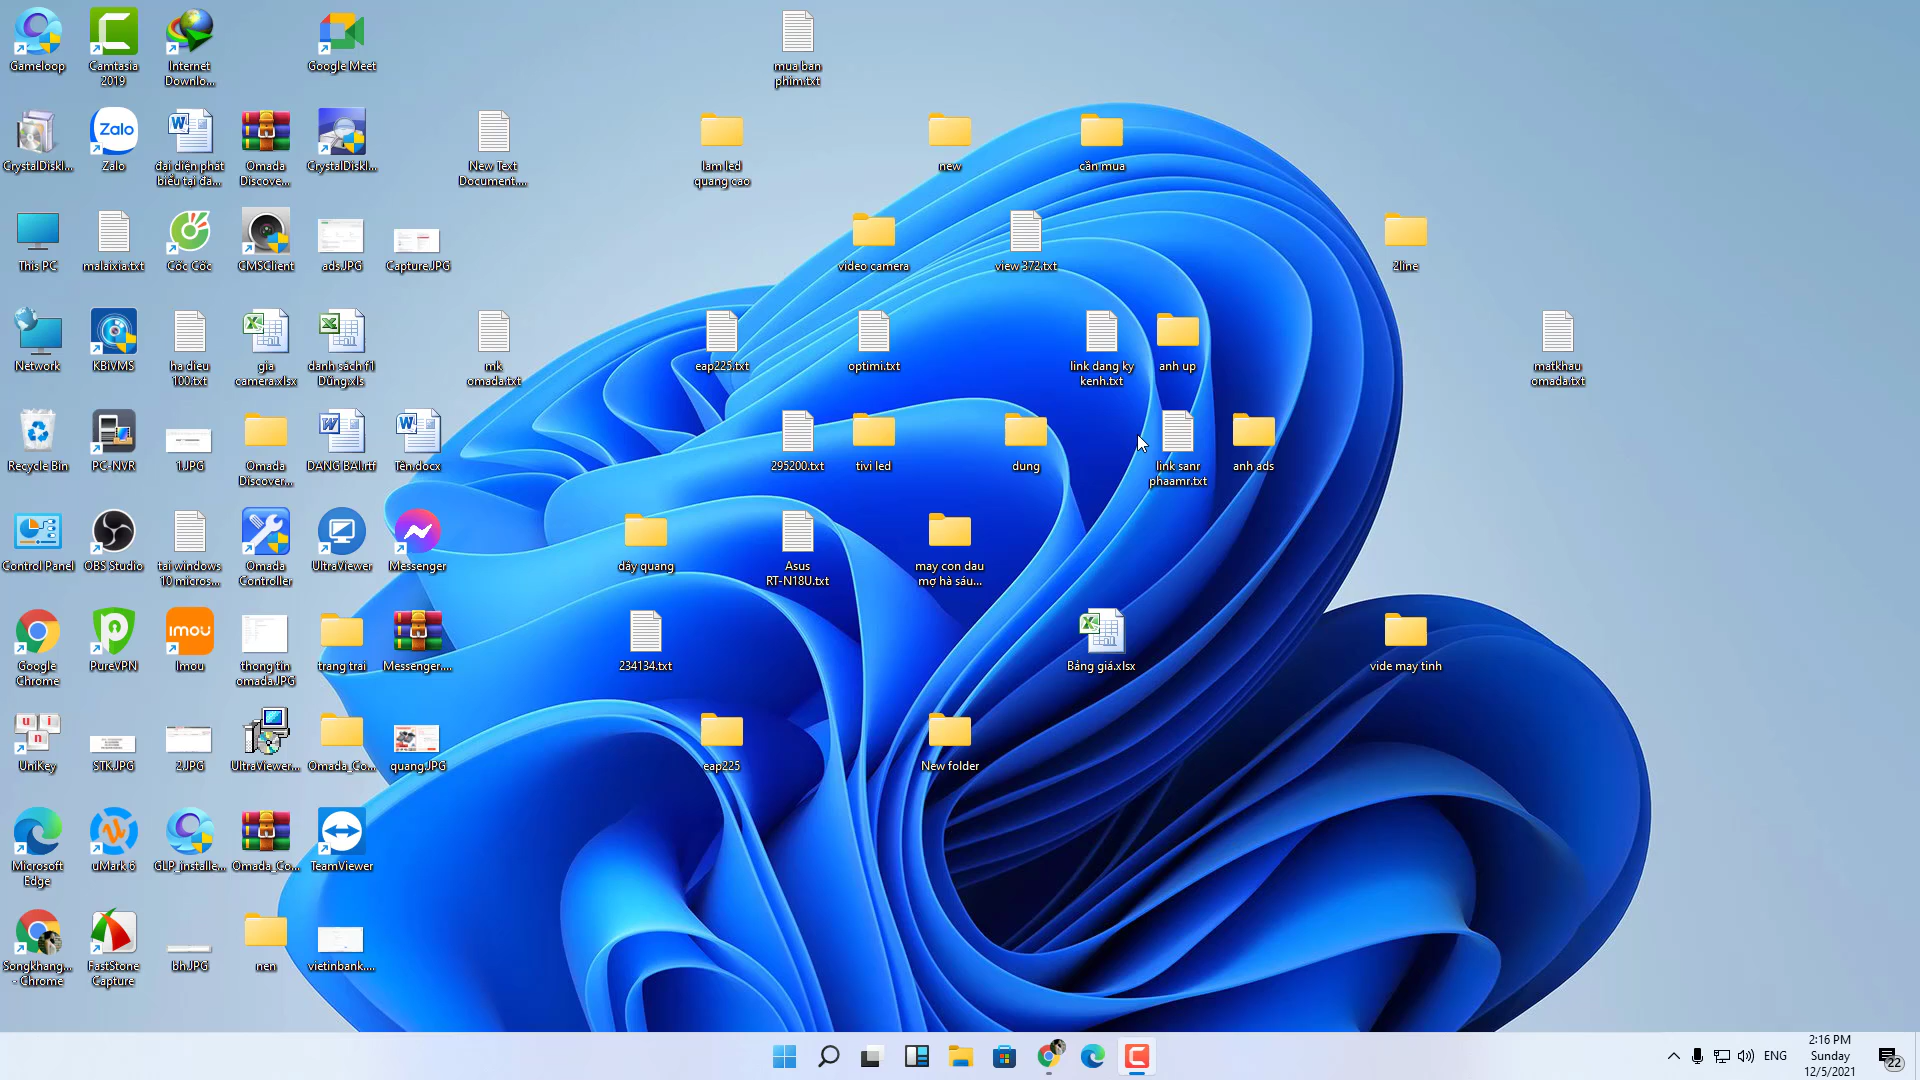 Gameloop
Camtasia
2019
Internet
Downlo...
Google Meet
mua ban
phim.txt
CrystalDiskI...
Zalo
đại diện phát
biểu tại đa...
Omada
Discove...
CrystalDiskI...
New Text
Document....
lam led
quang cao
new
cần mua
This PC
malaixia.txt
Cốc Cốc
CMSClient
ads.JPG
Capture.JPG
video camera
view 372.txt
2line
Network
KBiVMS
ha dieu
100.txt
gia
camera.xlsx
danh sách f1
Dũng.xls
mk
omada.txt
eap225.txt
optimi.txt
link dang ky
kenh.txt
anh up
matkhau
omada.txt
Recycle Bin
PC-NVR
1.JPG
Omada
Discover...
DANG BAI.rtf
Tên.docx
295200.txt
tivi led
dung
link sanr
phaamr.txt
anh ads
Control Panel
OBS Studio
tai windows
10 micros...
Omada
Controller
UltraViewer
Messenger
dây quang
Asus
RT-N18U.txt
may con dau
mợ hà sáu...
Google
Chrome
PureVPN
imou
Imou
thong tin
omada.JPG
trang trai
Messenger....
234134.txt
Bảng giá.xlsx
vide may tinh
UniKey
STK.JPG
2.JPG
UltraViewer...
Omada_Co...
quang.JPG
eap225
New folder
Microsoft
Edge
uMark 6
GLP_installe...
Omada_Co...
TeamViewer
Songkhang...
- Chrome
FastStone
Capture
bh.JPG
nen
vietinbank....
ENG
2:16 PM
Sunday
12/5/2021
22